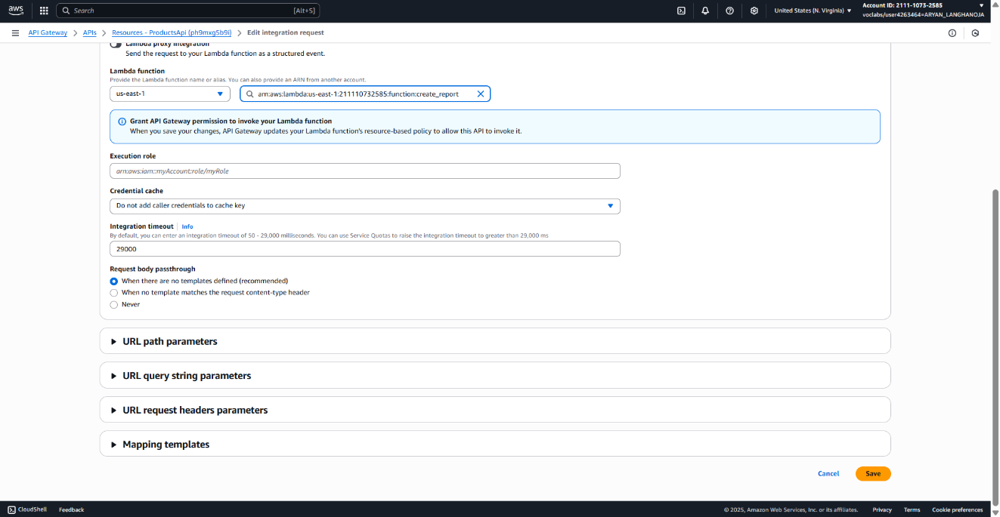 aws
Search [Alt+S]
United States (N. Virginia)
Account ID: 2111-1073-2585
voclabs/user4263464=ARYAN_LANGHANOJA
API Gateway > APIs > Resources - ProductsApi (ph9mxg5b9i) > Edit integration request
Lambda proxy integration
Send the request to your Lambda function as a structured event.
Lambda function
Provide the Lambda function name or alias. You can also provide an ARN from another account.
us-east-1
arn:aws:lambda:us-east-1:211110732585:function:create_report
Grant API Gateway permission to invoke your Lambda function
When you save your changes, API Gateway updates your Lambda function's resource-based policy to allow this API to invoke it.
Execution role
arn:aws:iam::myAccount:role/myRole
Credential cache
Do not add caller credentials to cache key
Integration timeout Info
By default, you can enter an integration timeout of 50 - 29,000 milliseconds. You can use Service Quotas to raise the integration timeout to greater than 29,000 ms
29000
Request body passthrough
When there are no templates defined (recommended)
When no template matches the request content-type header
Never
URL path parameters
URL query string parameters
URL request headers parameters
Mapping templates
Cancel Save
CloudShell Feedback © 2025, Amazon Web Services, Inc. or its affiliates. Privacy Terms Cookie preferences